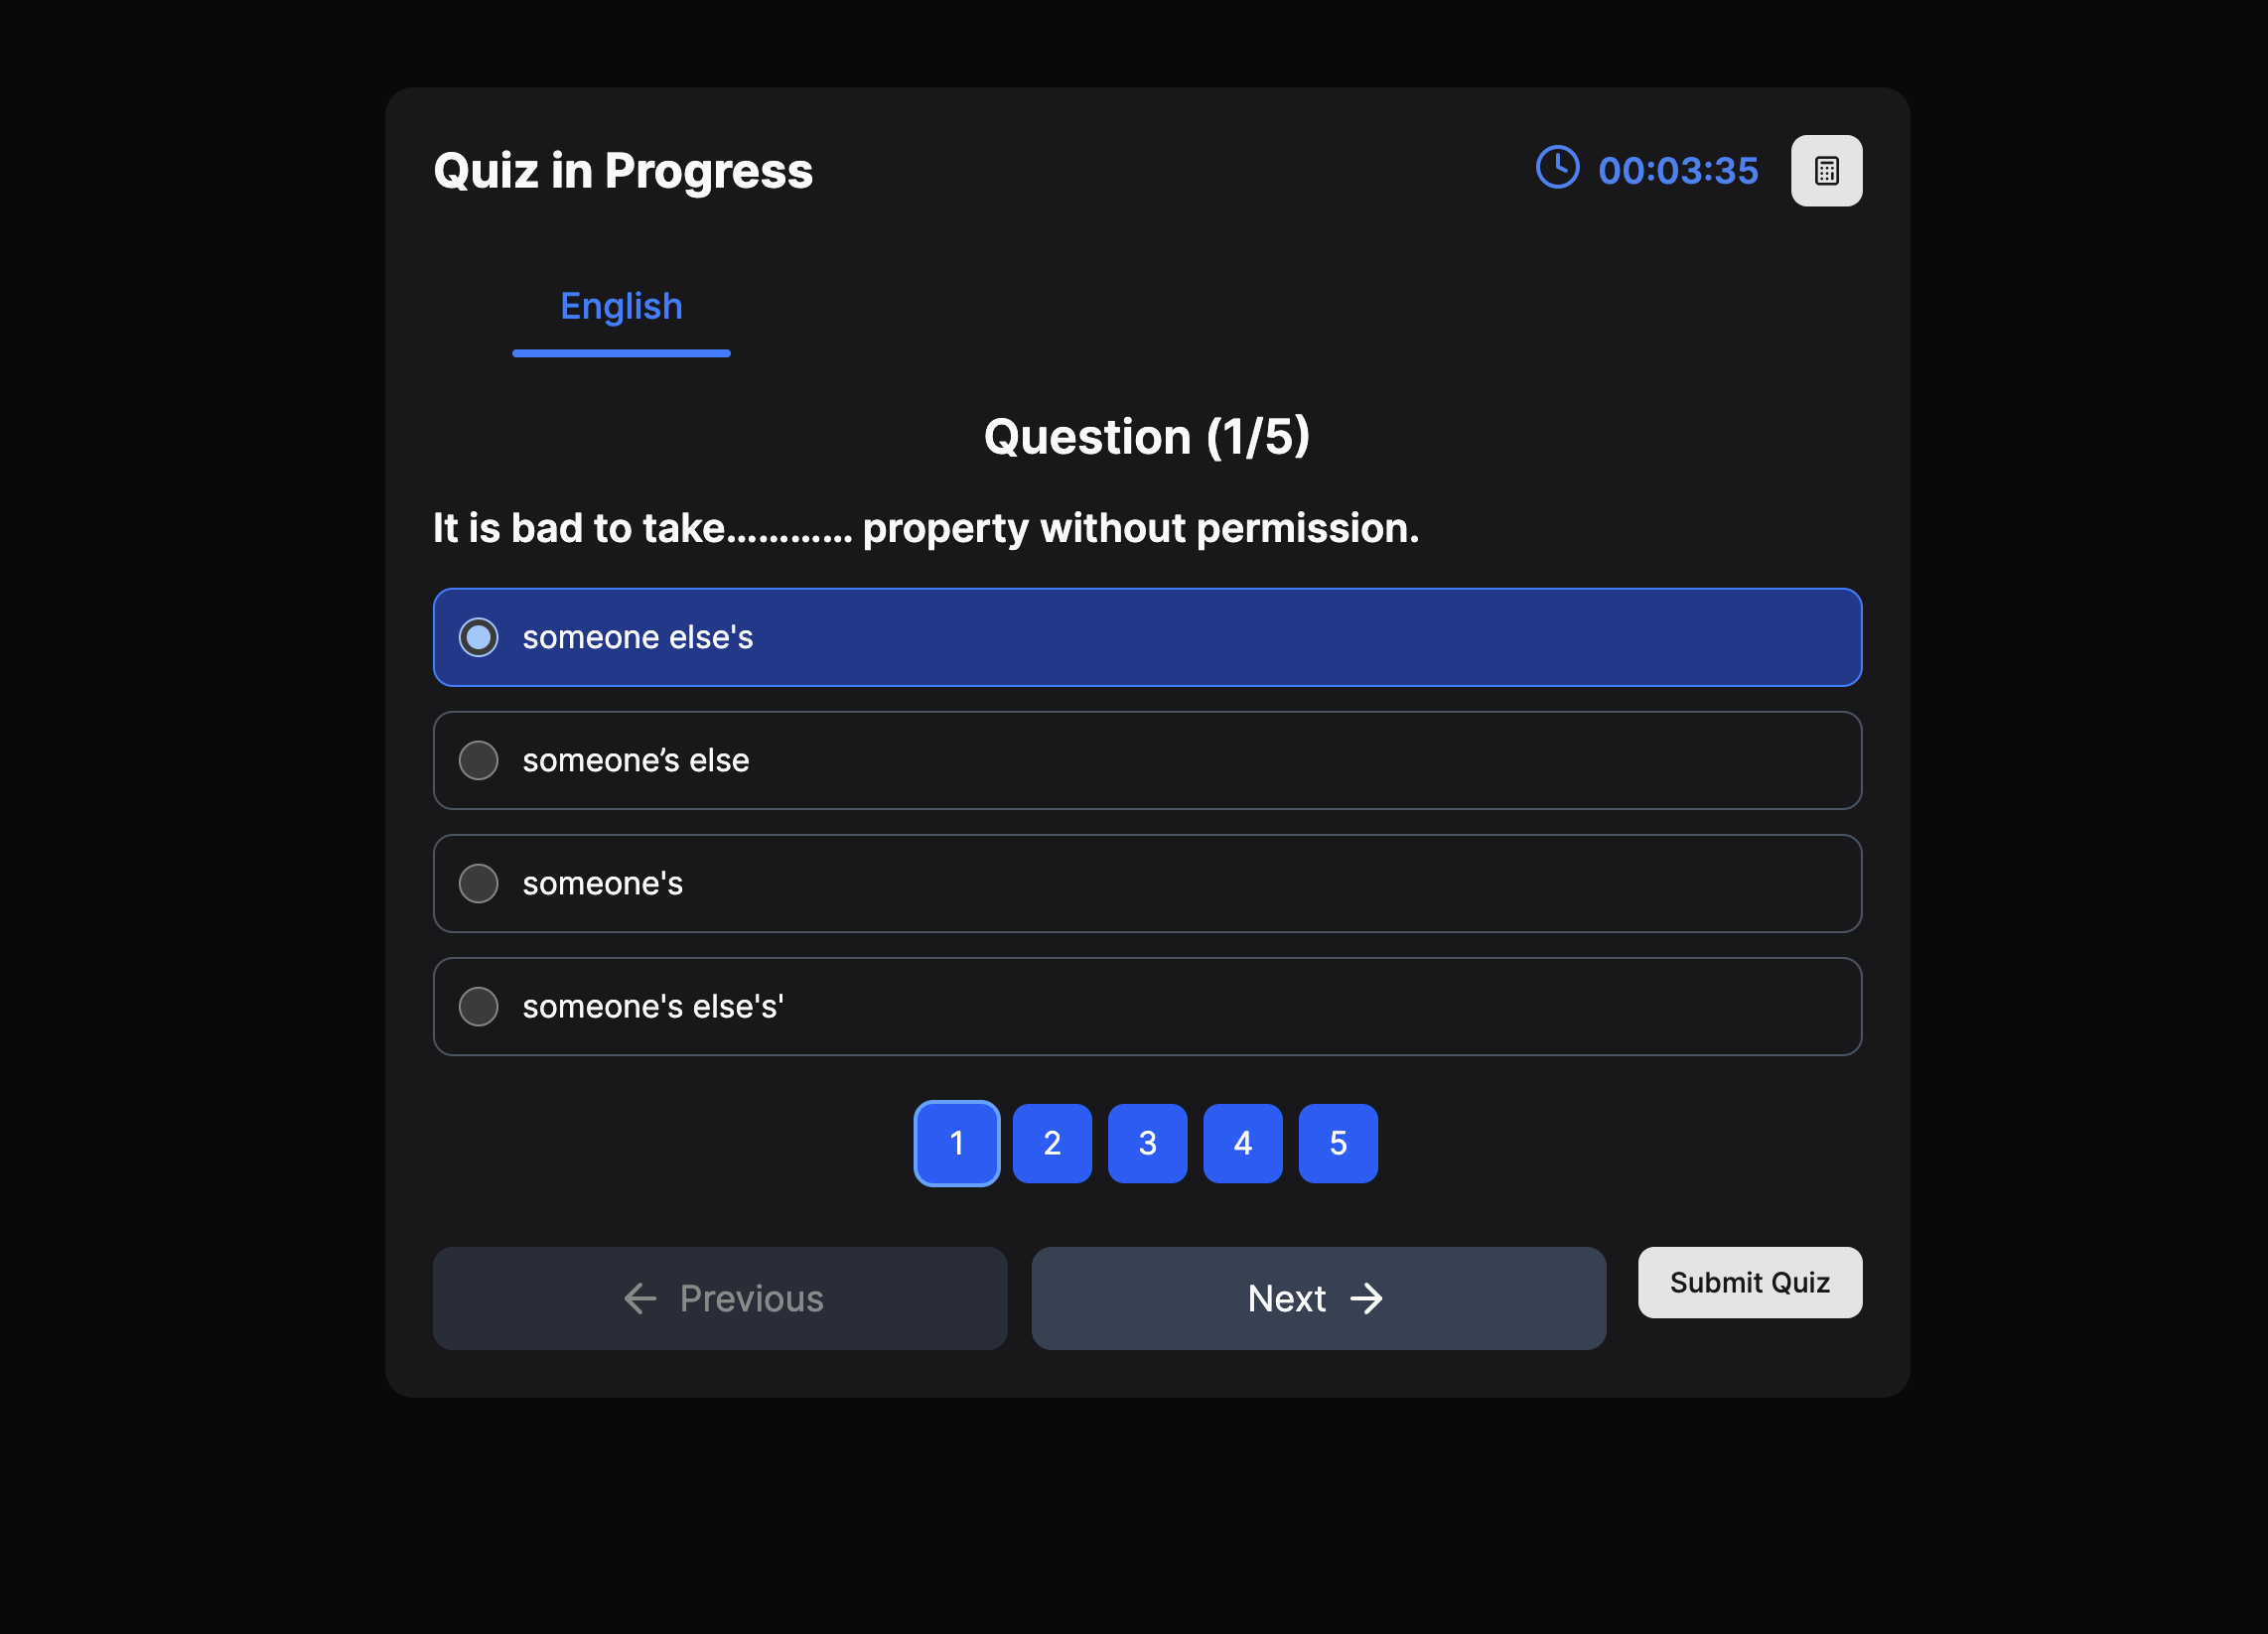 Quiz in Progress
00:03:35
English
Question (1/5)
It is bad to take............ property without permission.
someone else's
someone’s else
someone's
someone's else's'
1 2 3 4 5
Previous Next Submit Quiz